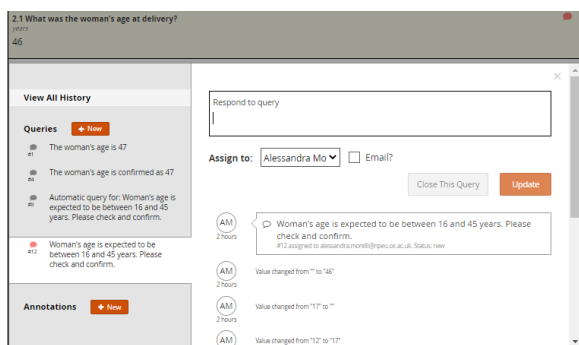 2.1 What was the woman's age at delivery?
years
46
View All History
Queries + New
#1 The woman's age is 47
#4 The woman's age is confirmed as 47
Automatic query for: Woman's age is
expected to be between 16 and 45
years. Please check and confirm.
#12 Woman's age is expected to be
between 16 and 45 years. Please
check and confirm.
Annotations + New
×
Respond to query
Assign to: Alessandra Mo Email?
Close This Query Update
AM
2 hours
Woman's age is expected to be between 16 and 45 years. Please
check and confirm.
#12 assigned to alessandra.morelli@npeu.ox.ac.uk. Status: new
AM
2 hours
Value changed from "" to "46"
AM
2 hours
Value changed from "17" to ""
AM
Value changed from "12" to "17"